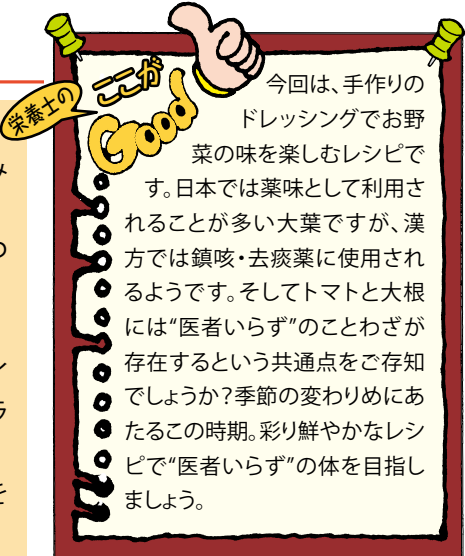 栄養士の
ここが
Good
今回は、手作りの
ドレッシングでお野
菜の味を楽しむレシピで
す。日本では薬味として利用さ
れることが多い大葉ですが、漢
方では鎮咳・去痰薬に使用され
るようです。そしてトマトと大根
には“医者いらず”のことわざが
存在するという共通点をご存知
でしょうか?季節の変わりめにあ
たるこの時期。彩り鮮やかなレシ
ピで“医者いらず”の体を目指し
ましょう。